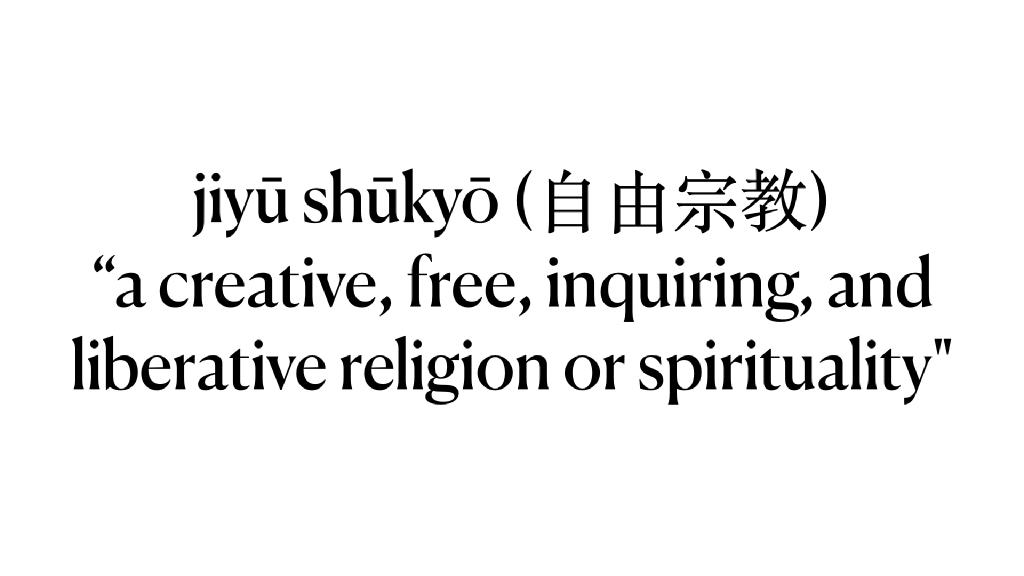 jiyū shūkyō (自由宗教)
“a creative, free, inquiring, and
liberative religion or spirituality"